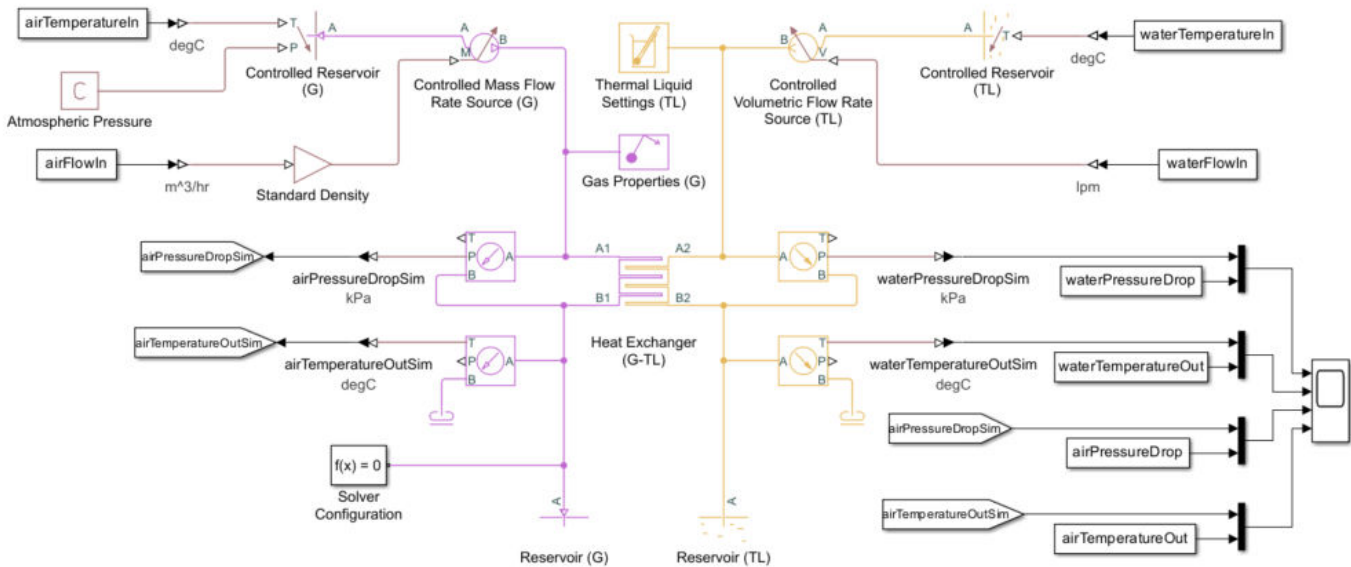 airTemperatureIn
T
A
A
B
B
A
A
waterTemperatureIn
degC
P
M
V
T
degC
Controlled Reservoir
(G)
Controlled Mass Flow
Rate Source (G)
Thermal Liquid
Settings (TL)
Controlled
Volumetric Flow Rate
Source (TL)
Controlled Reservoir
(TL)
C
Atmospheric Pressure
airFlowIn
m^3/hr
Standard Density
Gas Properties (G)
lpm
waterFlowIn
airPressureDropSim
T
P
A
B
airPressureDropSim
kPa
A1
A2
B1
B2
Heat Exchanger
(G-TL)
T
A
P
B
waterPressureDropSim
kPa
waterPressureDrop
airTemperatureOutSim
T
P
A
B
airTemperatureOutSim
degC
T
A
P
B
waterTemperatureOutSim
degC
waterTemperatureOut
airPressureDropSim
airPressureDrop
f(x) = 0
Solver
Configuration
A
A
Reservoir (G)
Reservoir (TL)
airTemperatureOutSim
airTemperatureOut